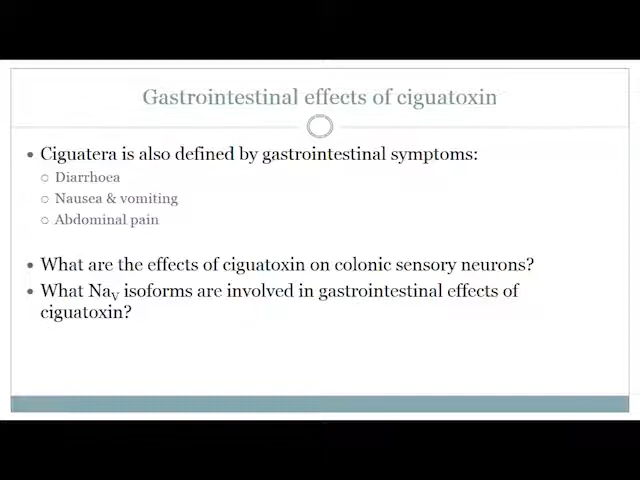 Gastrointestinal effects of ciguatoxin
• Ciguatera is also defined by gastrointestinal symptoms:
○ Diarrhoea
○ Nausea & vomiting
○ Abdominal pain
• What are the effects of ciguatoxin on colonic sensory neurons?
• What NaV isoforms are involved in gastrointestinal effects of
ciguatoxin?